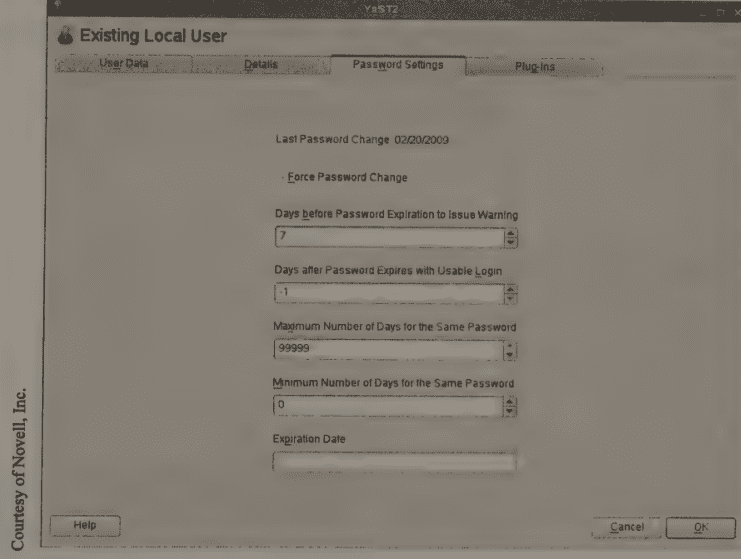 YaST2
Existing Local User
User Data Details Password Settings Plug-Ins
Last Password Change 02/20/2009
Force Password Change
Days before Password Expiration to Issue Warning
7
Days after Password Expires with Usable Login
-1
Maximum Number of Days for the Same Password
99999
Minimum Number of Days for the Same Password
0
Expiration Date
Help Cancel OK
Courtesy of Novell, Inc.